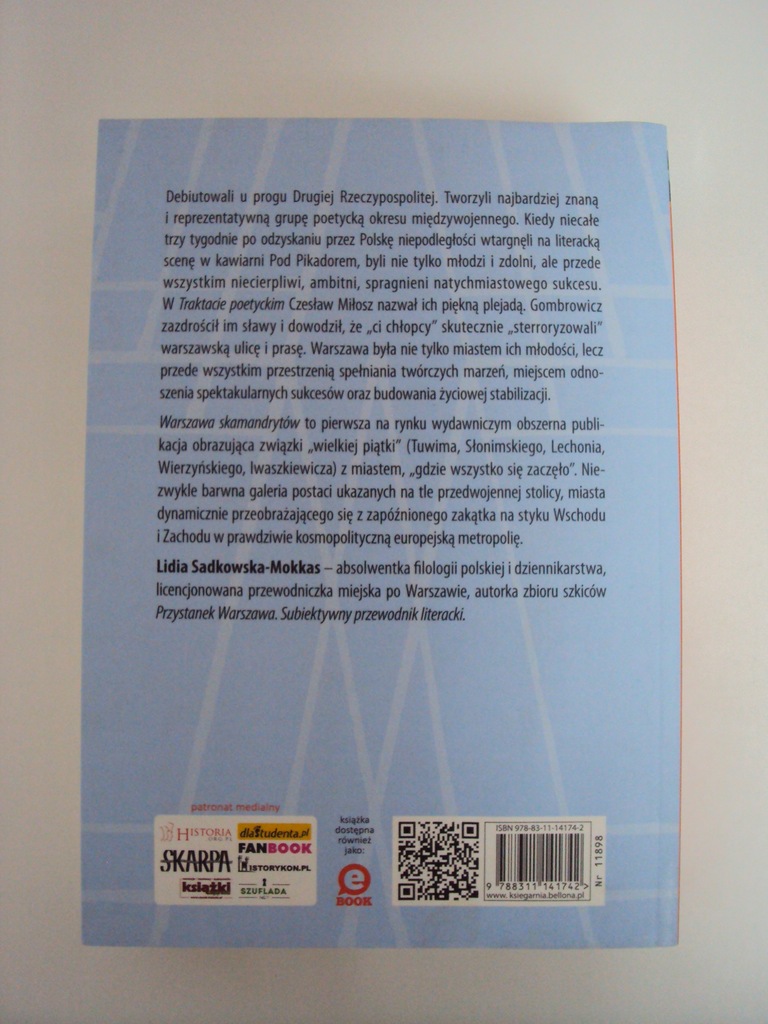 Debiutowali u progu Drugiej Rzeczypospolitej. Tworzyli najbardziej znaną
i reprezentatywną grupę poetycką okresu międzywojennego. Kiedy niecałe
trzy tygodnie po odzyskaniu przez Polskę niepodległości wtargnęli na literacką
scenę w kawiarni Pod Pikadorem, byli nie tylko młodzi i zdolni, ale przede
wszystkim niecierpliwi, ambitni, spragnieni natychmiastowego sukcesu.
W Traktacie poetyckim Czesław Miłosz nazwał ich piękną plejadą. Gombrowicz
zazdrościł im sławy i dowodził, że „ci chłopcy” skutecznie „sterroryzowali”
warszawską ulicę i prasę. Warszawa była nie tylko miastem ich młodości, lecz
przede wszystkim przestrzenią spełniania twórczych marzeń, miejscem odno-
szenia spektakularnych sukcesów oraz budowania życiowej stabilizacji.
Warszawa skamandrytów to pierwsza na rynku wydawniczym obszerna publi-
kacja obrazująca związki „wielkiej piątki” (Tuwima, Słonimskiego, Lechonia,
Wierzyńskiego, Iwaszkiewicza) z miastem, „gdzie wszystko się zaczęło”. Nie-
zwykle barwna galeria postaci ukazanych na tle przedwojennej stolicy, miasta
dynamicznie przeobrażającego się z zapóźnionego zakątka na styku Wschodu
i Zachodu w prawdziwie kosmopolityczną europejską metropolię.
Lidia Sadkowska-Mokkas – absolwentka filologii polskiej i dziennikarstwa,
licencjonowana przewodniczka miejska po Warszawie, autorka zbioru szkiców
Przystanek Warszawa. Subiektywny przewodnik literacki.
patronat medialny
HISTORIA
.ORG.PL
dlaStudenta.pl
FANBOOK
SKARPA
HISTORYKON.PL
książki
SZUFLADA
książka
dostępna
również
jako:
e
BOOK
ISBN 978-83-11-14174-2
9 788311 141742 >
www.ksiegarnia.bellona.pl
Nr 11898